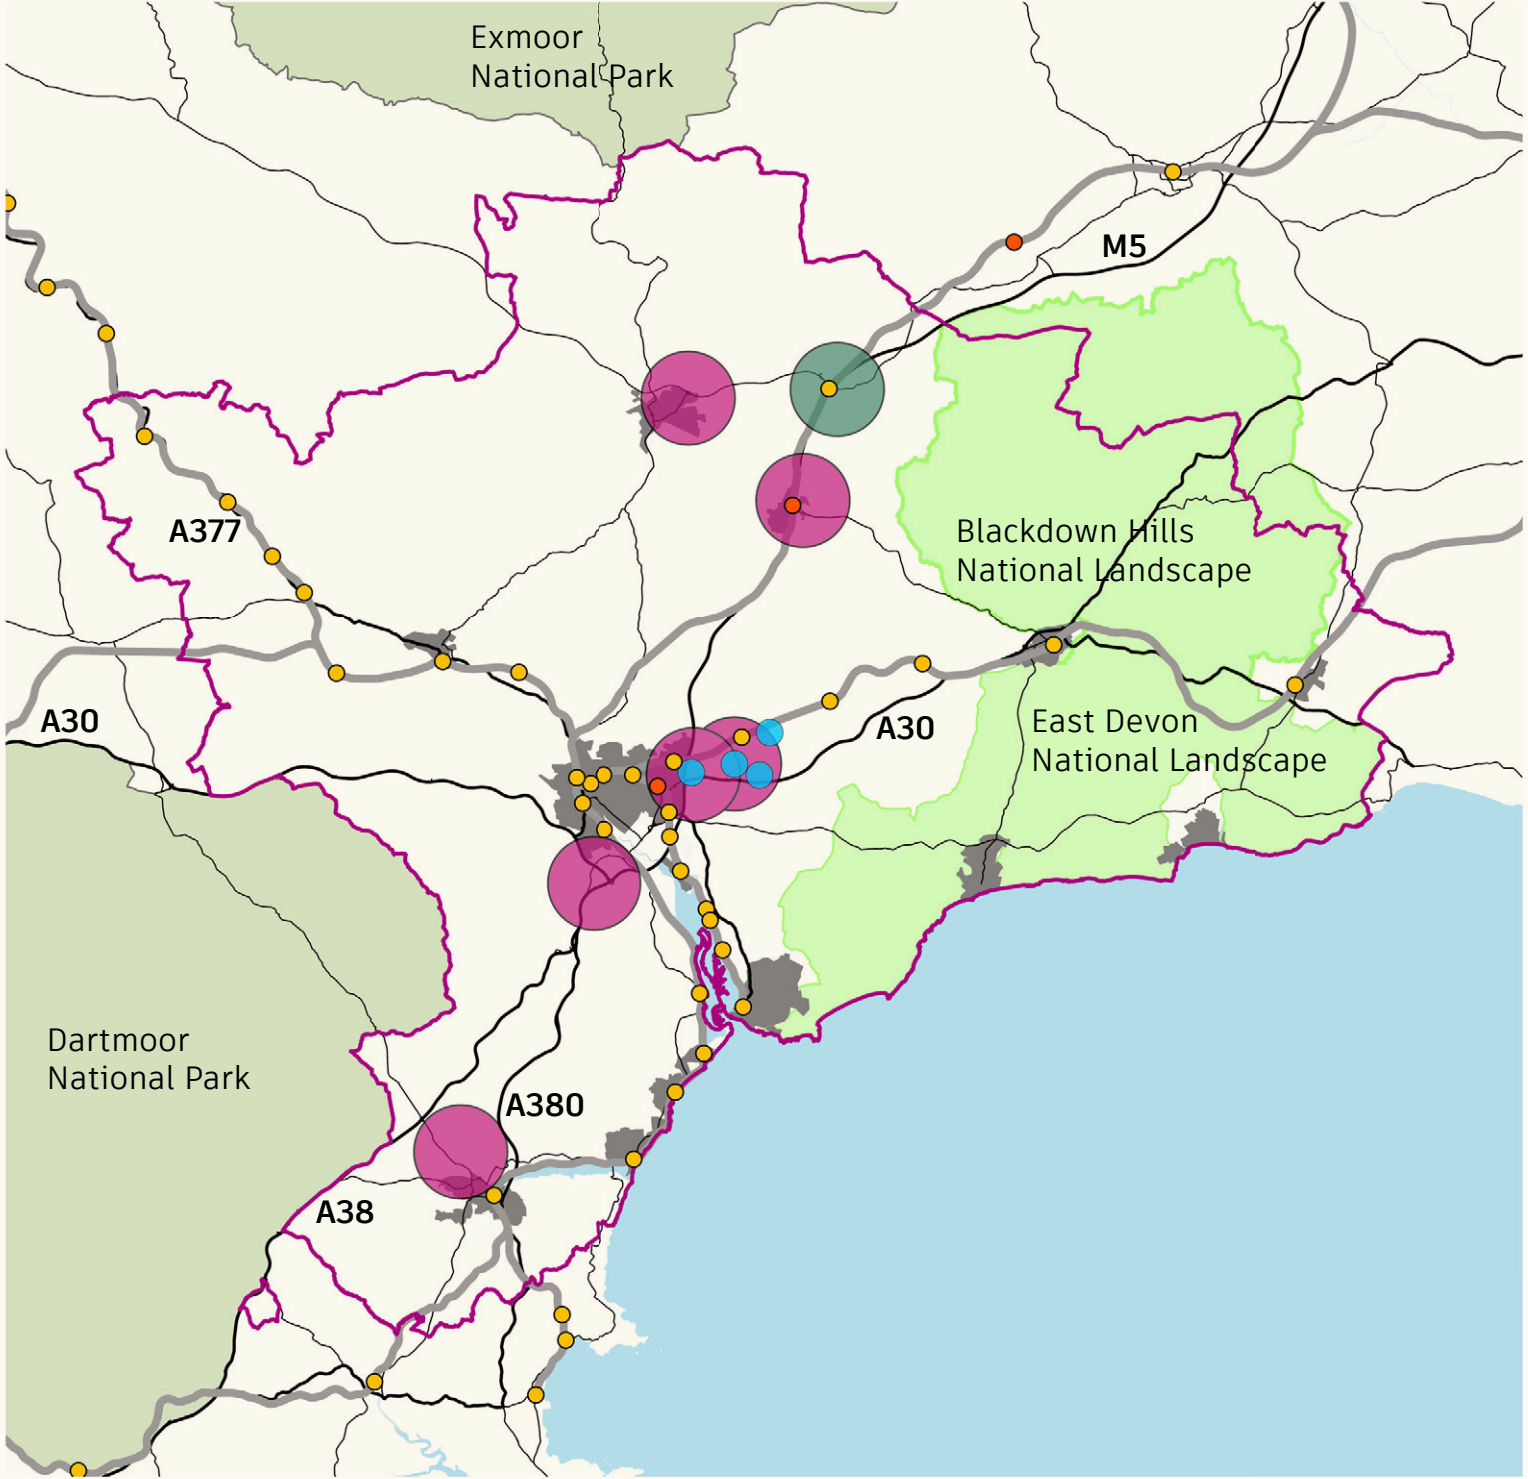 Exmoor
National Park
M5
A377
Blackdown Hills
National Landscape
A30
A30
East Devon
National Landscape
Dartmoor
National Park
A380
A38